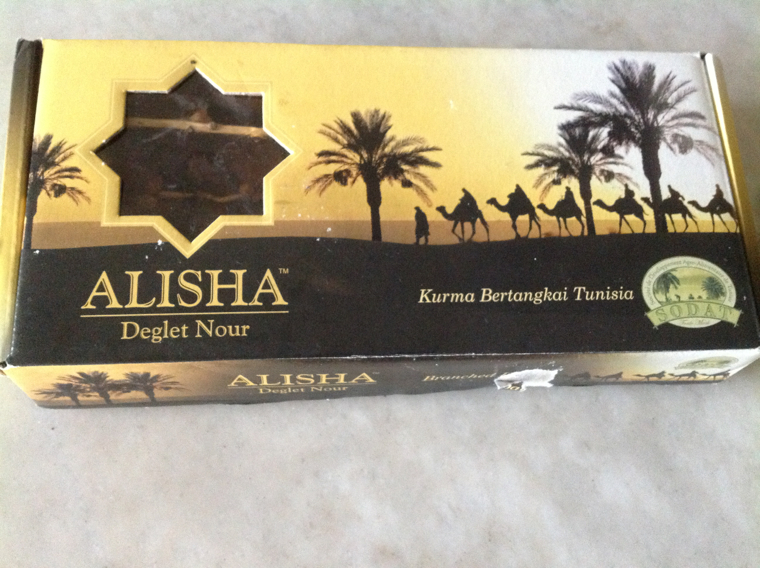 ALISHA™
Deglet Nour
Kurma Bertangkai Tunisia
SODAT
ALISHA
Deglet Nour
Branched